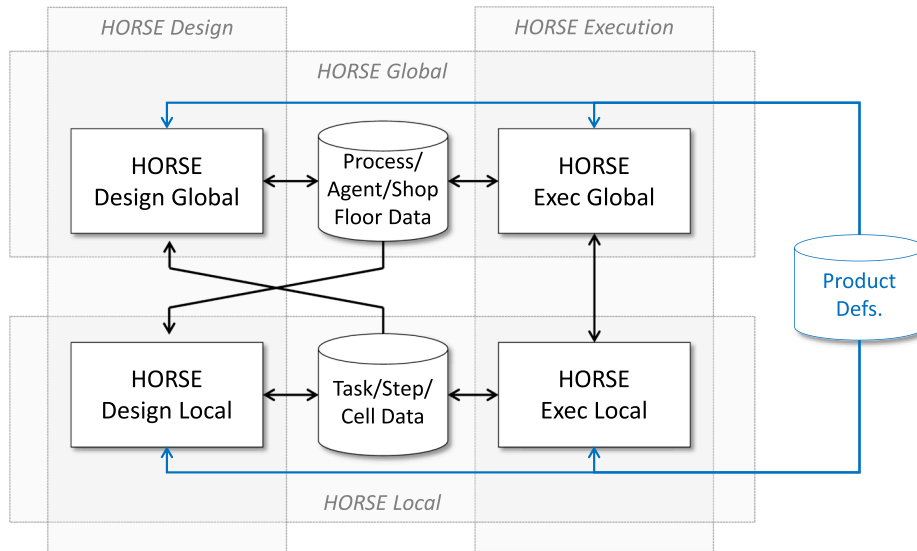 HORSE Design
HORSE Execution
HORSE Global
HORSE
Design Global
Process/
Agent/Shop
Floor Data
HORSE
Exec Global
Product
Defs.
HORSE
Design Local
Task/Step/
Cell Data
HORSE
Exec Local
HORSE Local